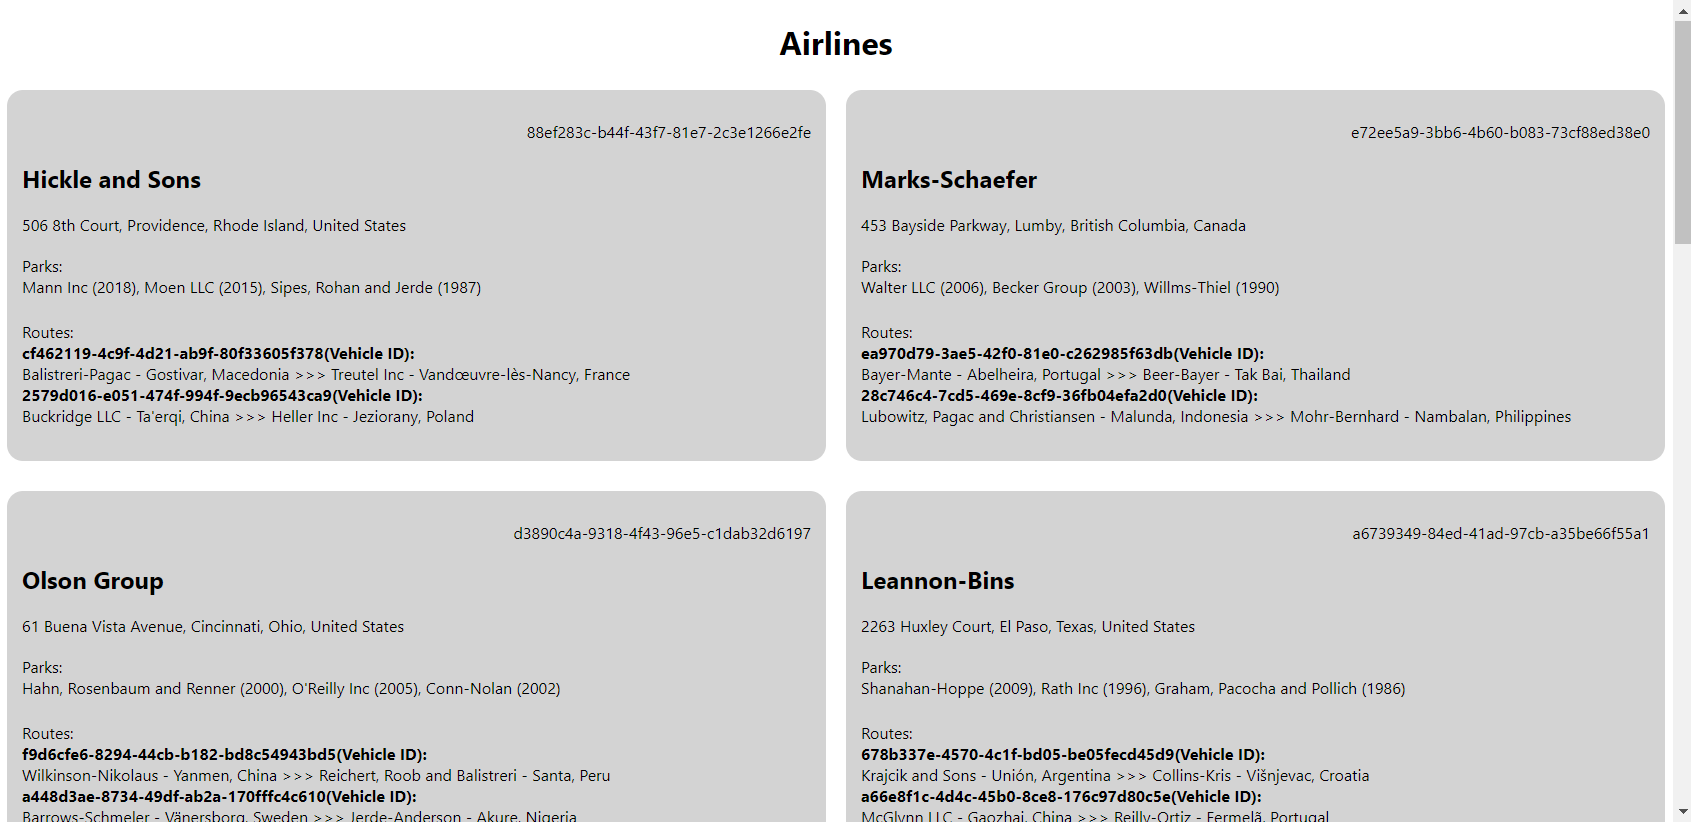 Airlines
88ef283c-b44f-43f7-81e7-2c3e1266e2fe
Hickle and Sons
506 8th Court, Providence, Rhode Island, United States
Parks:
Mann Inc (2018), Moen LLC (2015), Sipes, Rohan and Jerde (1987)
Routes:
cf462119-4c9f-4d21-ab9f-80f33605f378(Vehicle ID):
Balistreri-Pagac - Gostivar, Macedonia >>> Treutel Inc - Vandœuvre-lès-Nancy, France
2579d016-e051-474f-994f-9ecb96543ca9(Vehicle ID):
Buckridge LLC - Ta'erqi, China >>> Heller Inc - Jeziorany, Poland
e72ee5a9-3bb6-4b60-b083-73cf88ed38e0
Marks-Schaefer
453 Bayside Parkway, Lumby, British Columbia, Canada
Parks:
Walter LLC (2006), Becker Group (2003), Willms-Thiel (1990)
Routes:
ea970d79-3ae5-42f0-81e0-c262985f63db(Vehicle ID):
Bayer-Mante - Abelheira, Portugal >>> Beer-Bayer - Tak Bai, Thailand
28c746c4-7cd5-469e-8cf9-36fb04efa2d0(Vehicle ID):
Lubowitz, Pagac and Christiansen - Malunda, Indonesia >>> Mohr-Bernhard - Nambalan, Philippines
d3890c4a-9318-4f43-96e5-c1dab32d6197
Olson Group
61 Buena Vista Avenue, Cincinnati, Ohio, United States
Parks:
Hahn, Rosenbaum and Renner (2000), O'Reilly Inc (2005), Conn-Nolan (2002)
Routes:
f9d6cfe6-8294-44cb-b182-bd8c54943bd5(Vehicle ID):
Wilkinson-Nikolaus - Yanmen, China >>> Reichert, Roob and Balistreri - Santa, Peru
a448d3ae-8734-49df-ab2a-170fffc4c610(Vehicle ID):
Barrows-Schmeler - Vänersborg, Sweden >>> Jerde-Anderson - Akure, Nigeria
a6739349-84ed-41ad-97cb-a35be66f55a1
Leannon-Bins
2263 Huxley Court, El Paso, Texas, United States
Parks:
Shanahan-Hoppe (2009), Rath Inc (1996), Graham, Pacocha and Pollich (1986)
Routes:
678b337e-4570-4c1f-bd05-be05fecd45d9(Vehicle ID):
Krajcik and Sons - Unión, Argentina >>> Collins-Kris - Višnjevac, Croatia
a66e8f1c-4d4c-45b0-8ce8-176c97d80c5e(Vehicle ID):
McGlynn LLC - Gaozhai, China >>> Reilly-Ortiz - Fermelã, Portugal